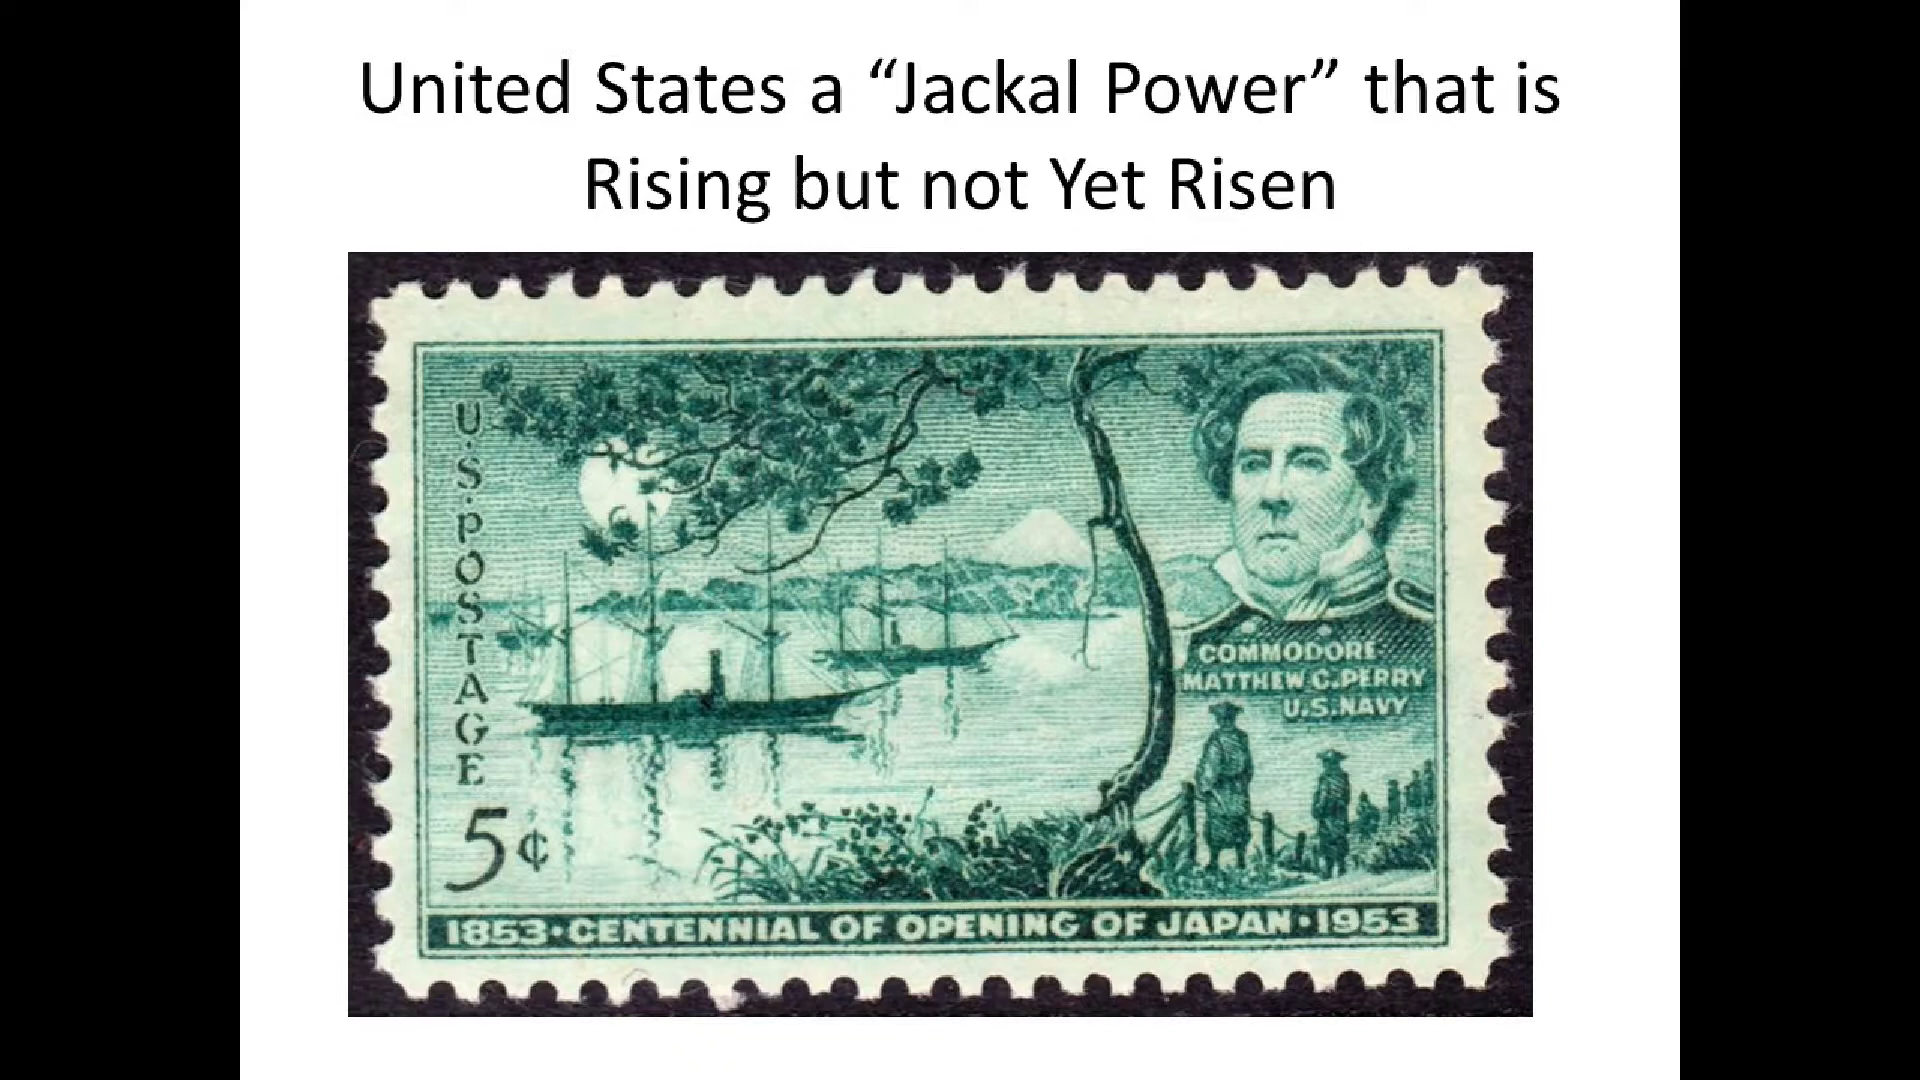 United States a “Jackal Power” that is
Rising but not Yet Risen
U.S. POSTAGE
COMMODORE
MATTHEW C. PERRY
U.S. NAVY
5¢
1853·CENTENNIAL OF OPENING OF JAPAN·1953